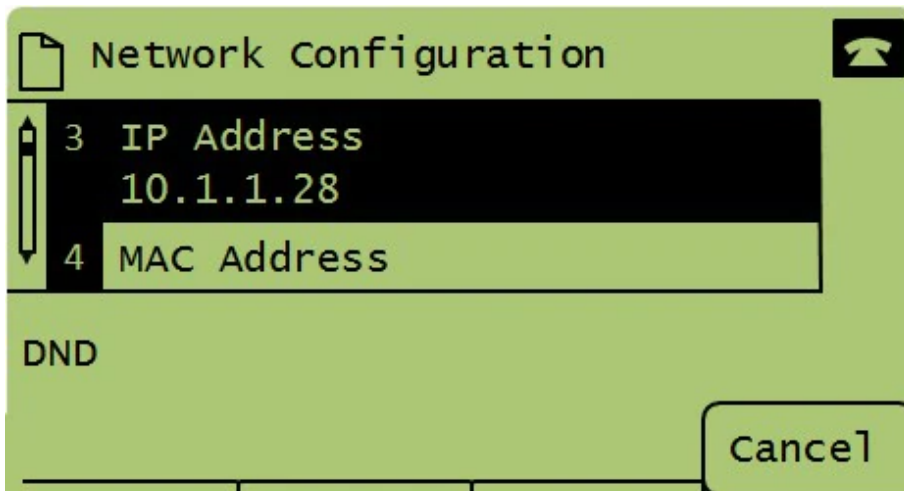 Network Configuration
3 IP Address
10.1.1.28
4 MAC Address
DND
Cancel